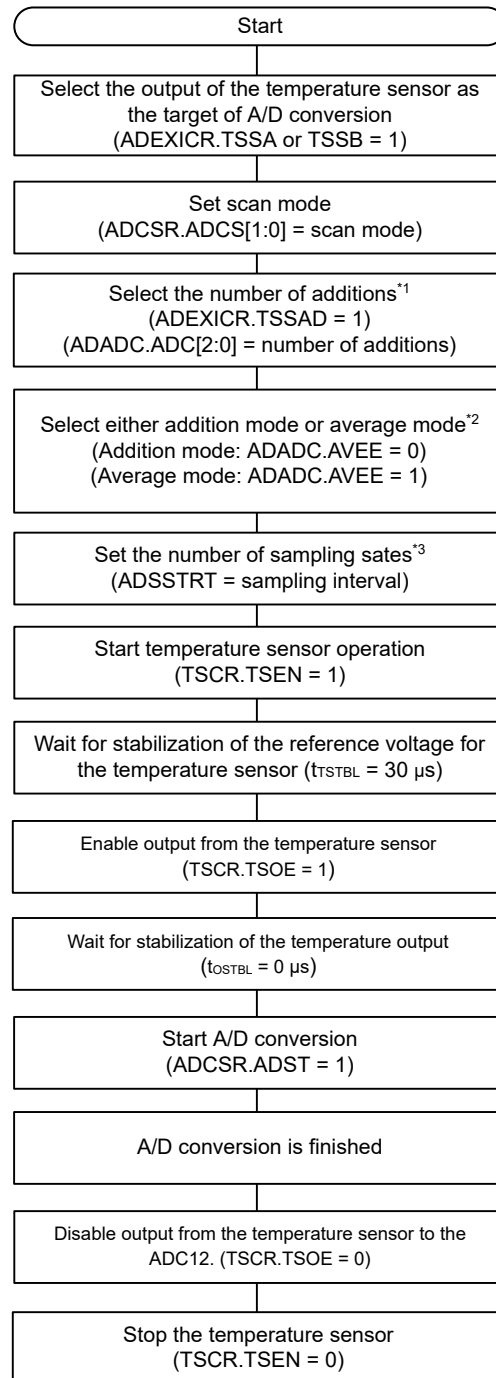 Start
Select the output of the temperature sensor as
the target of A/D conversion
(ADEXICR.TSSA or TSSB = 1)
Set scan mode
(ADCSR.ADCS[1:0] = scan mode)
Select the number of additions*1
(ADEXICR.TSSAD = 1)
(ADADC.ADC[2:0] = number of additions)
Select either addition mode or average mode*2
(Addition mode: ADADC.AVEE = 0)
(Average mode: ADADC.AVEE = 1)
Set the number of sampling sates*3
(ADSSTRT = sampling interval)
Start temperature sensor operation
(TSCR.TSEN = 1)
Wait for stabilization of the reference voltage for
the temperature sensor (tTSTBL = 30 µs)
Enable output from the temperature sensor
(TSCR.TSOE = 1)
Wait for stabilization of the temperature output
(tOSTBL = 0 µs)
Start A/D conversion
(ADCSR.ADST = 1)
A/D conversion is finished
Disable output from the temperature sensor to the
ADC12. (TSCR.TSOE = 0)
Stop the temperature sensor
(TSCR.TSEN = 0)